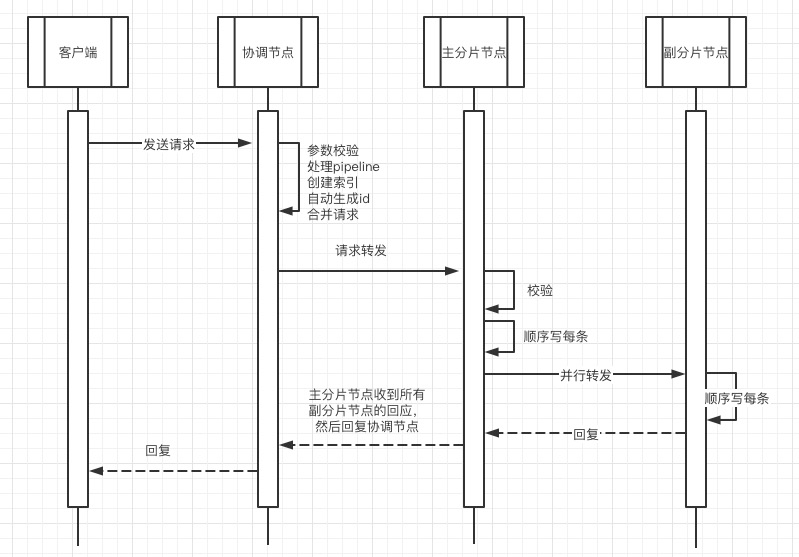 客户端
协调节点
主分片节点
副分片节点
发送请求
参数校验
处理pipeline
创建索引
自动生成id
合并请求
请求转发
校验
顺序写每条
并行转发
顺序写每条
主分片节点收到所有
副分片节点的回应，
然后回复协调节点
回复
回复